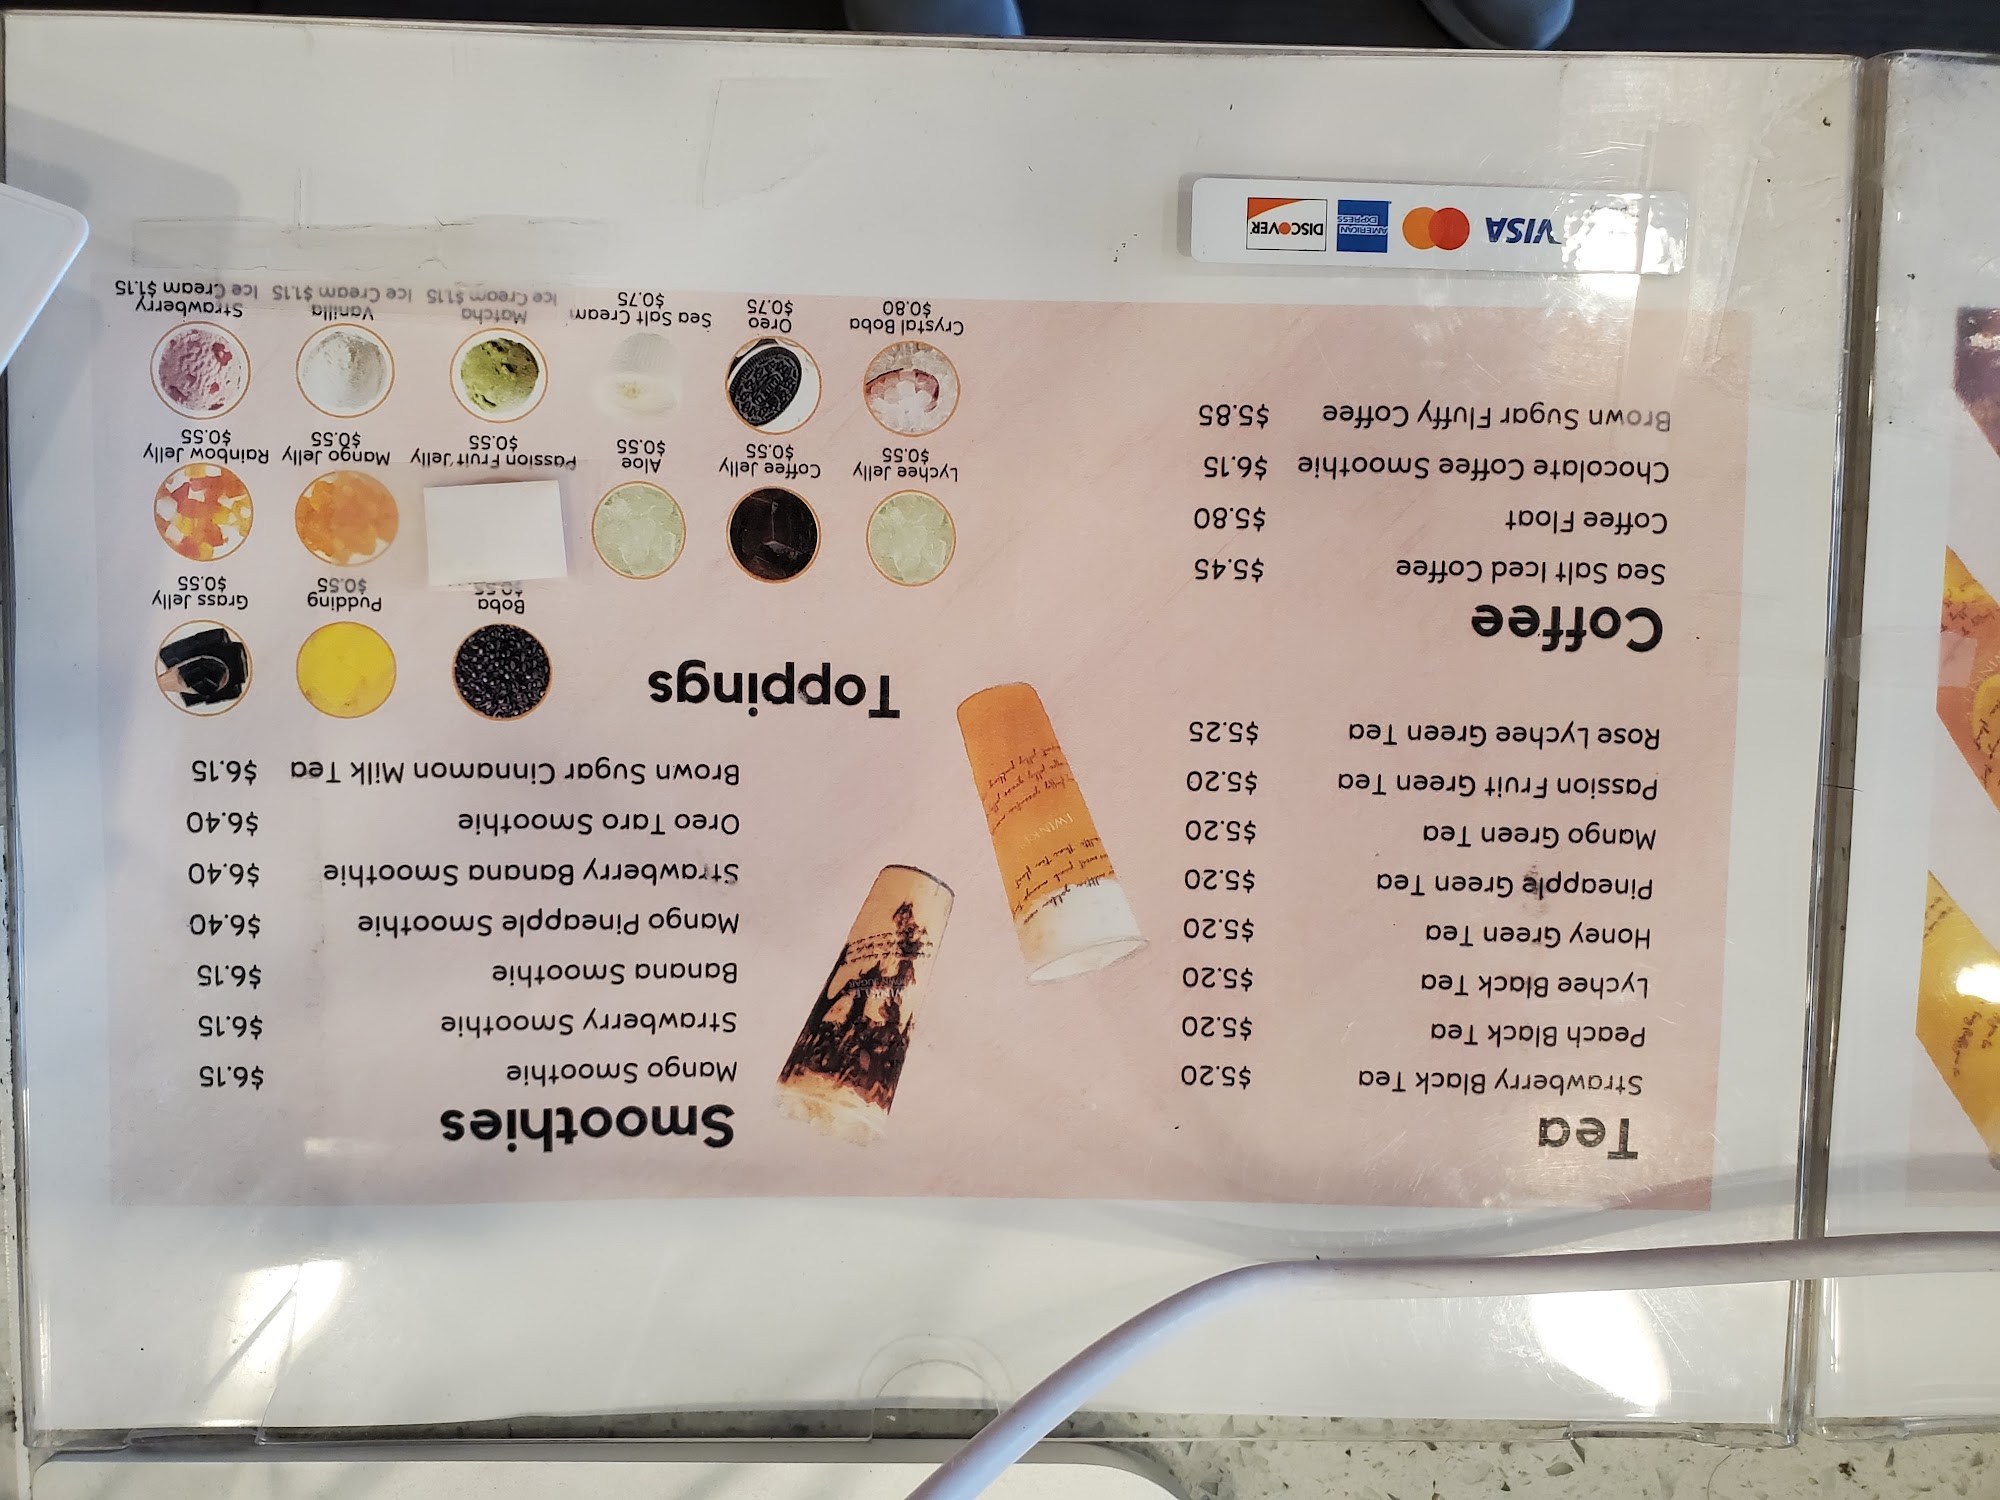 Tea
Strawberry Black Tea $5.20
Peach Black Tea $5.20
Lychee Black Tea $5.20
Honey Green Tea $5.20
Pineapple Green Tea $5.20
Mango Green Tea $5.20
Passion Fruit Green Tea $5.20
Rose Lychee Green Tea $5.25
Coffee
Sea Salt Iced Coffee $5.45
Coffee Float $5.80
Chocolate Coffee Smoothie $6.15
Brown Sugar Fluffy Coffee $5.85
VISA
AMERICAN
EXPRESS
DISCOVER
Smoothies
Mango Smoothie $6.15
Strawberry Smoothie $6.15
Banana Smoothie $6.15
Mango Pineapple Smoothie $6.40
Strawberry Banana Smoothie $6.40
Oreo Taro Smoothie $6.40
Brown Sugar Cinnamon Milk Tea $6.15
Toppings
Boba
$0.55
Pudding
$0.55
Grass Jelly
$0.55
Lychee Jelly
$0.55
Coffee Jelly
$0.55
Aloe
$0.55
Passion Fruit Jelly
$0.55
Mango Jelly
$0.55
Rainbow Jelly
$0.55
Crystal Boba
$0.80
Oreo
$0.75
Sea Salt Cream
$0.75
Matcha
Ice Cream $1.15
Vanilla
Ice Cream $1.15
Strawberry
Ice Cream $1.15